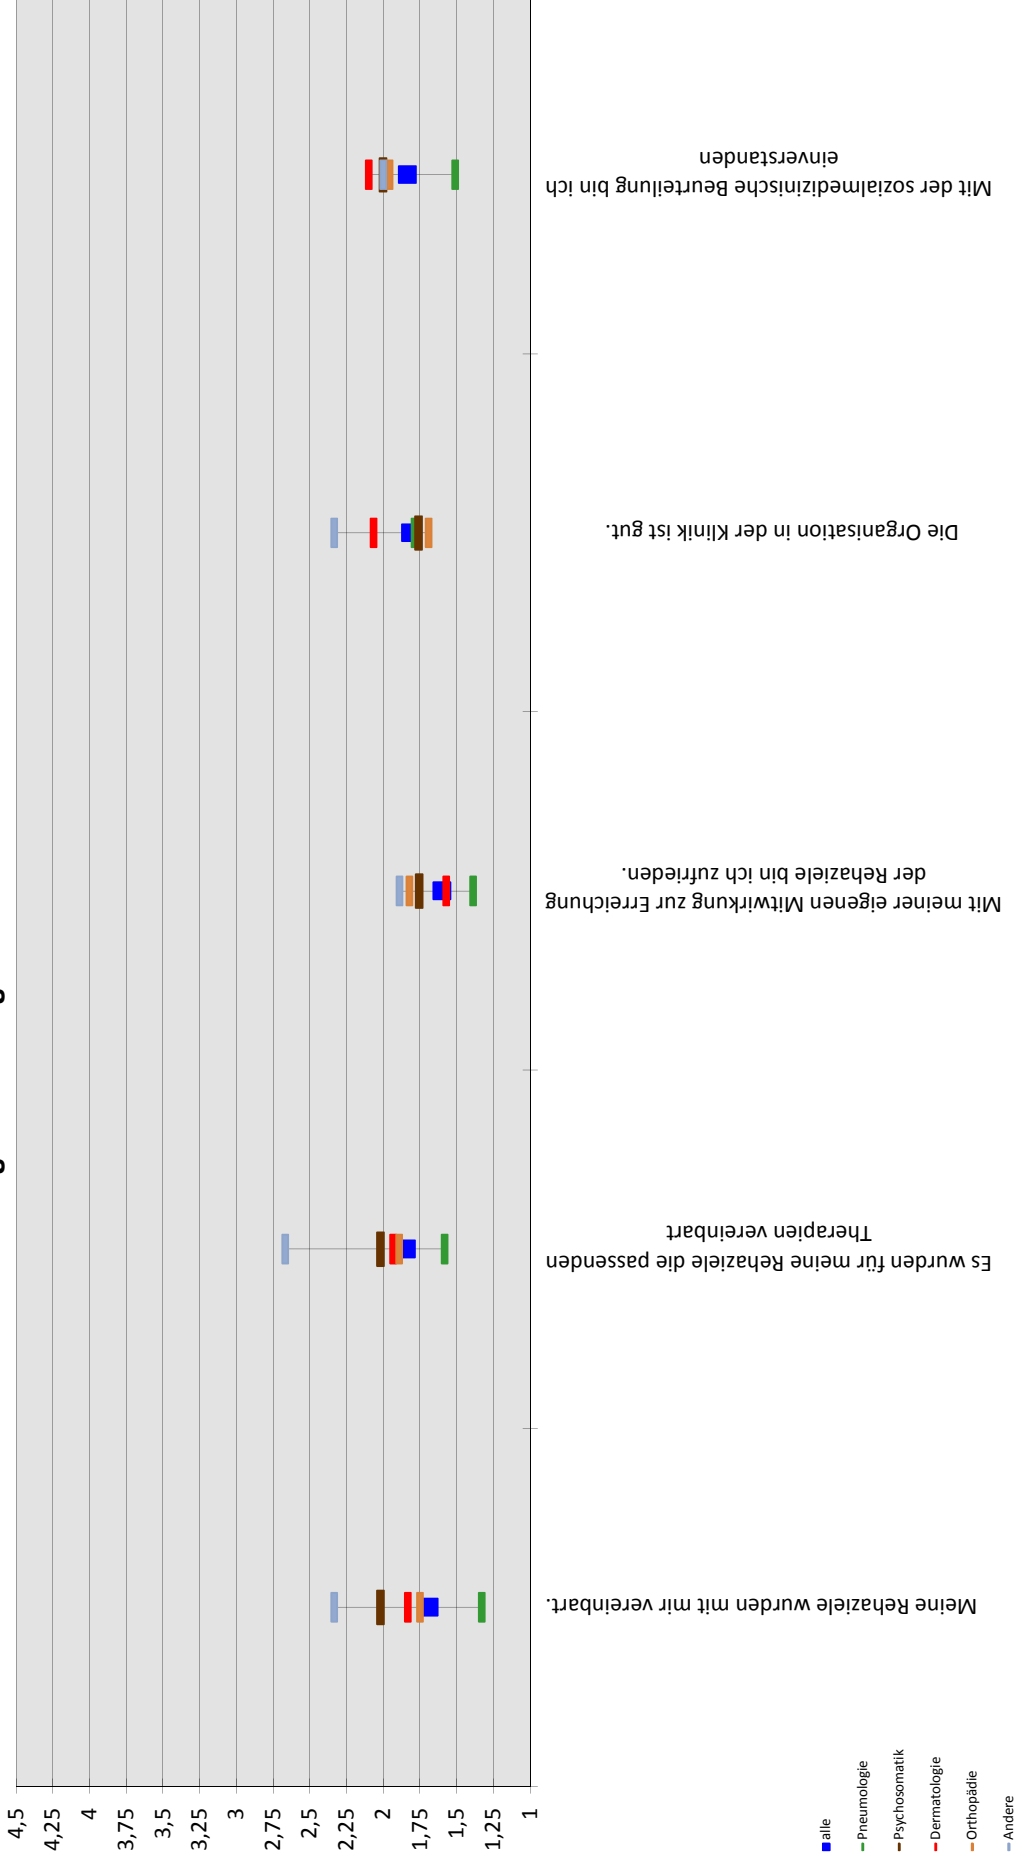 4,5
4,25
4
3,75
3,5
3,25
3
2,75
2,5
2,25
2
1,75
1,5
1,25
1
Meine Rehaziele wurden mit mir vereinbart.
Es wurden für meine Rehaziele die passenden
Therapien vereinbart
Mit meiner eigenen Mitwirkung zur Erreichung
der Rehaziele bin ich zufrieden.
Die Organisation in der Klinik ist gut.
Mit der sozialmedizinische Beurteilung bin ich
einverstanden
alle
Pneumologie
Psychosomatik
Dermatologie
Orthopädie
Andere